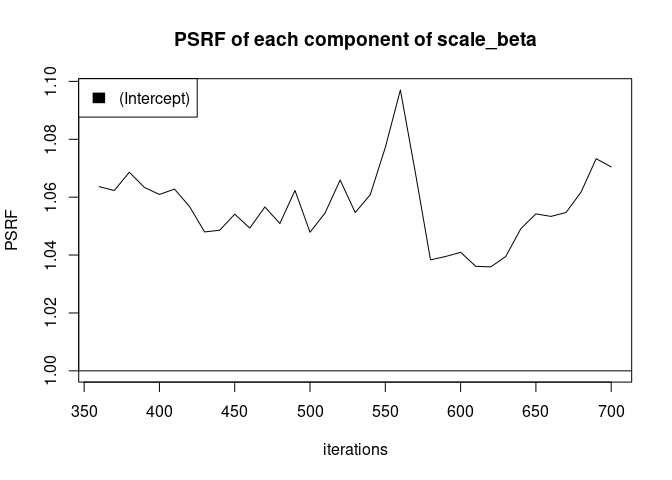 PSRF of each component of scale_beta
(Intercept)
PSRF
1.10
1.08
1.06
1.04
1.02
1.00
350 400 450 500 550 600 650 700
iterations